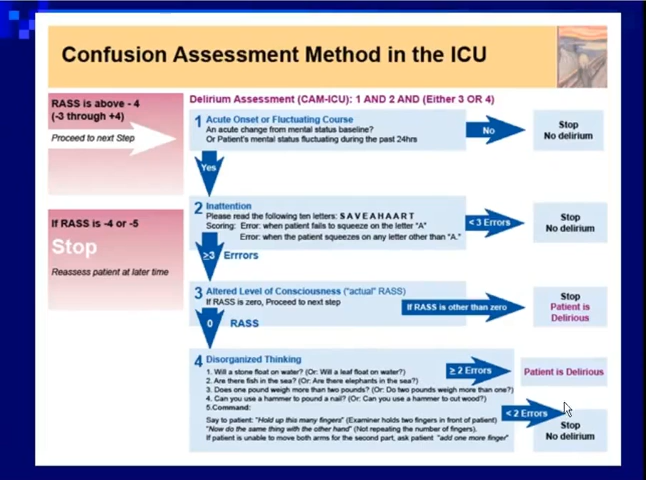 Confusion Assessment Method in the ICU
RASS is above - 4
(-3 through +4)
Proceed to next Step
If RASS is -4 or -5
Stop
Reassess patient at later time
Delirium Assessment (CAM-ICU): 1 AND 2 AND (Either 3 OR 4)
1 Acute Onset or Fluctuating Course
An acute change from mental status baseline?
Or Patient's mental status fluctuating during the past 24hrs
No
Stop
No delirium
Yes
2 Inattention
Please read the following ten letters: S A V E A H A A R T
Scoring: Error: when patient fails to squeeze on the letter "A"
Error: when the patient squeezes on any letter other than "A."
< 3 Errors
Stop
No delirium
≥3 Errrors
3 Altered Level of Consciousness ("actual" RASS)
If RASS is zero, Proceed to next step
If RASS is other than zero
Stop
Patient is
Delirious
0 RASS
4 Disorganized Thinking
1. Will a stone float on water? (Or: Will a leaf float on water?)
2. Are there fish in the sea? (Or: Are there elephants in the sea?)
3. Does one pound weigh more than two pounds? (Or: Do two pounds weigh more than one?)
4. Can you use a hammer to pound a nail? (Or: Can you use a hammer to cut wood?)
5.Command:
Say to patient: "Hold up this many fingers" (Examiner holds two fingers in front of patient)
"Now do the same thing with the other hand" (Not repeating the number of fingers).
If patient is unable to move both arms for the second part, ask patient "add one more finger"
≥ 2 Errors
Patient is Delirious
< 2 Errors
Stop
No delirium